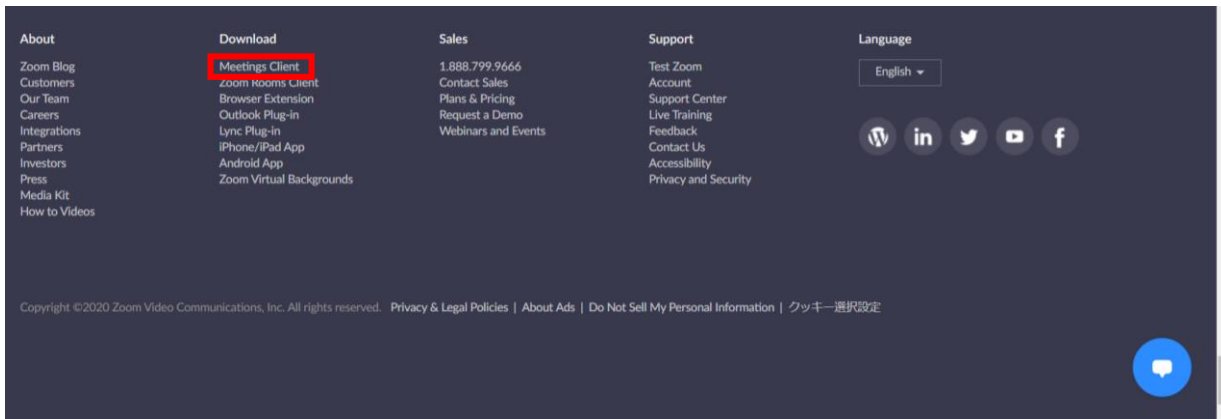 About
Zoom Blog
Customers
Our Team
Careers
Integrations
Partners
Investors
Press
Media Kit
How to Videos
Download
Meetings Client
Zoom Rooms Client
Browser Extension
Outlook Plug-in
Lync Plug-in
iPhone/iPad App
Android App
Zoom Virtual Backgrounds
Sales
1.888.799.9666
Contact Sales
Plans & Pricing
Request a Demo
Webinars and Events
Support
Test Zoom
Account
Support Center
Live Training
Feedback
Contact Us
Accessibility
Privacy and Security
Language
English
in
f
Copyright ©2020 Zoom Video Communications, Inc. All rights reserved. Privacy & Legal Policies | About Ads | Do Not Sell My Personal Information | クッキー選択設定